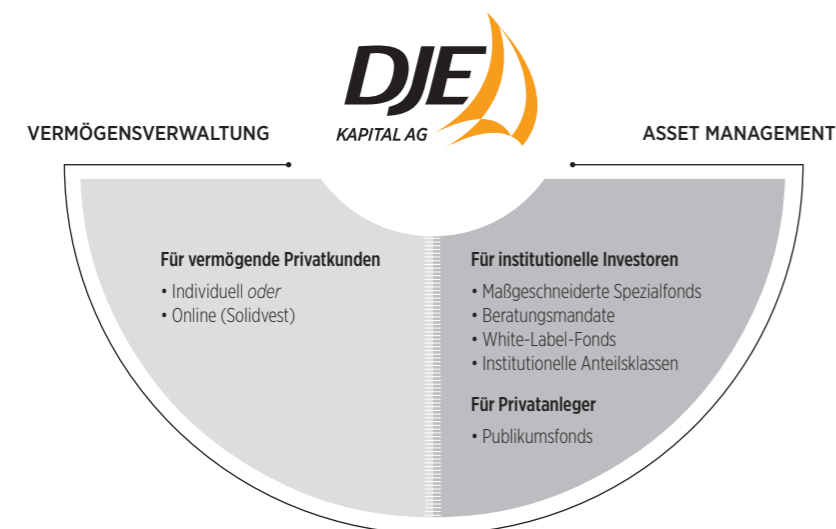 DJE
KAPITAL AG
VERMÖGENSVERWALTUNG
ASSET MANAGEMENT
Für vermögende Privatkunden
• Individuell oder
• Online (Solidvest)
Für institutionelle Investoren
• Maßgeschneiderte Spezialfonds
• Beratungsmandate
• White-Label-Fonds
• Institutionelle Anteilsklassen
Für Privatanleger
• Publikumsfonds